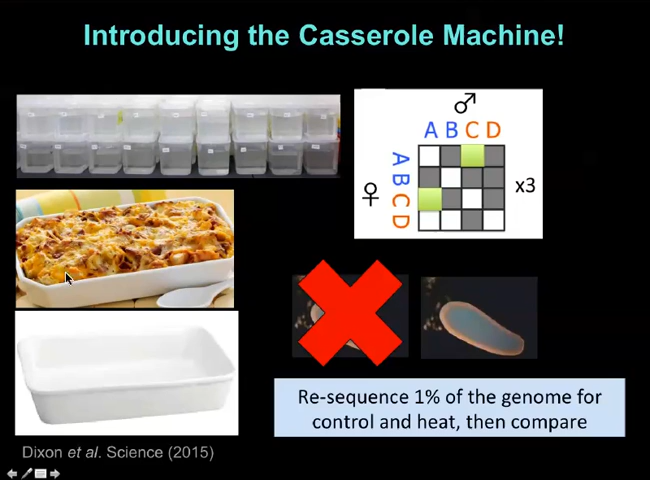 Introducing the Casserole Machine!
♂
A B C D
♀
A
B
C
D
x3
Re-sequence 1% of the genome for
control and heat, then compare
Dixon et al. Science (2015)